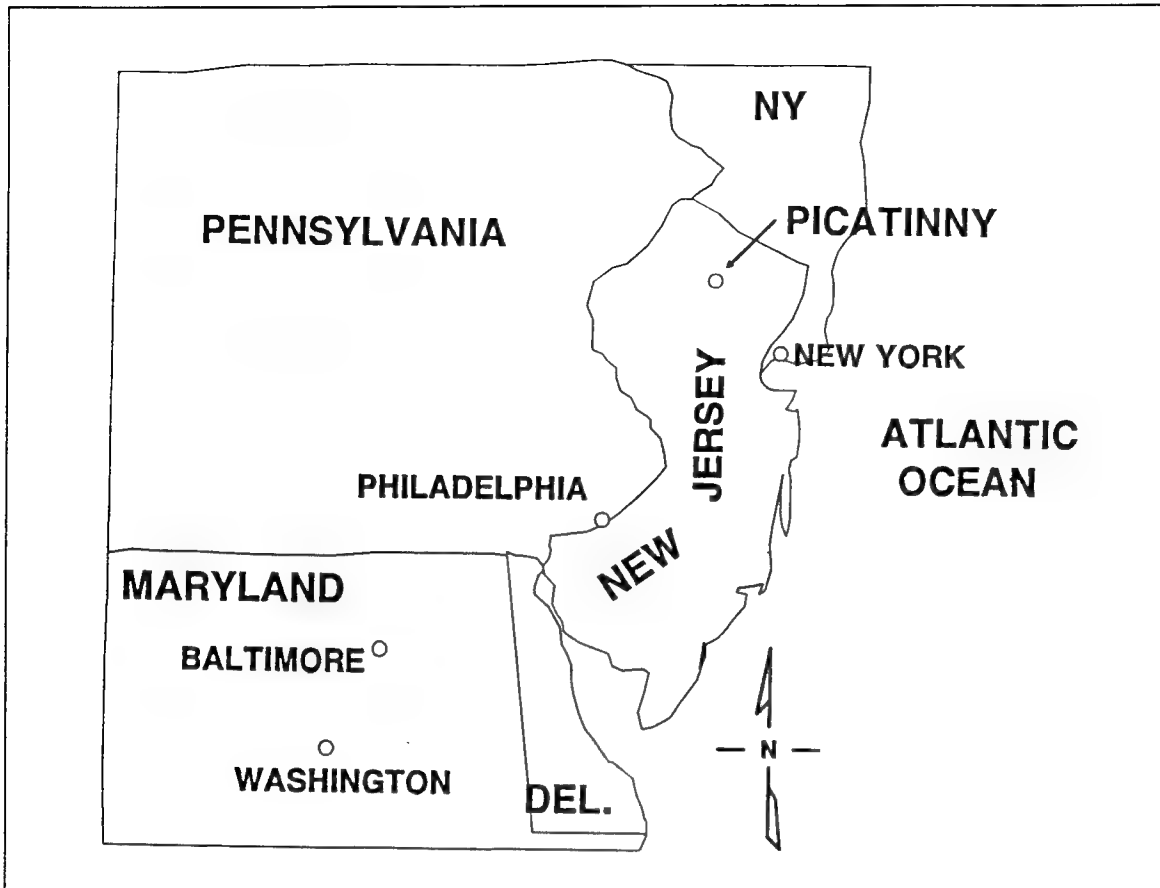 NY
PENNSYLVANIA
PICATINNY
NEW YORK
NEW JERSEY
ATLANTIC
OCEAN
PHILADELPHIA
MARYLAND
BALTIMORE
WASHINGTON
DEL.
N